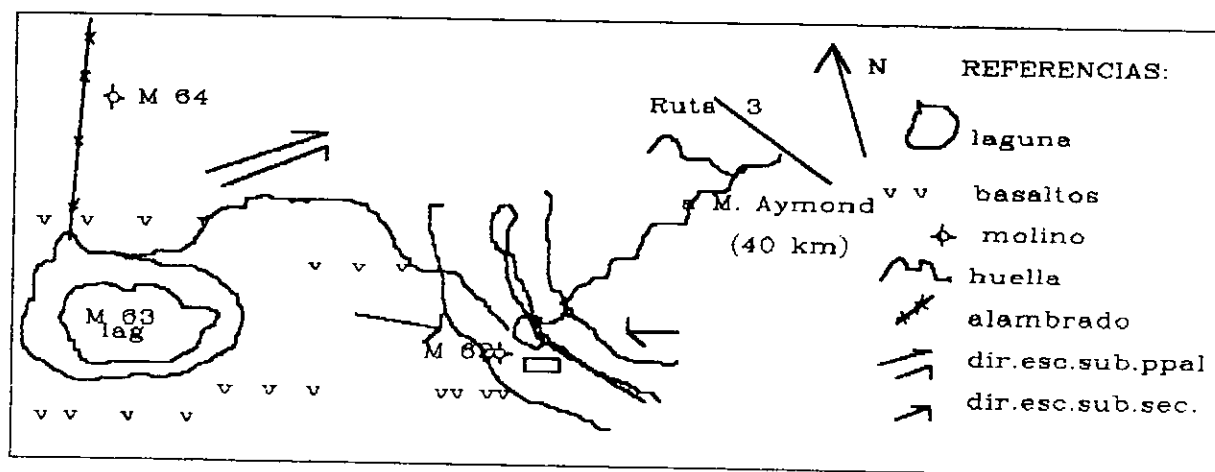 M 64
Ruta 3
N
M. Aymond
(40 km)
M 63
lag
M 62
REFERENCIAS:
laguna
v v basaltos
molino
huella
alambrado
dir.esc.sub.ppal
dir.esc.sub.sec.